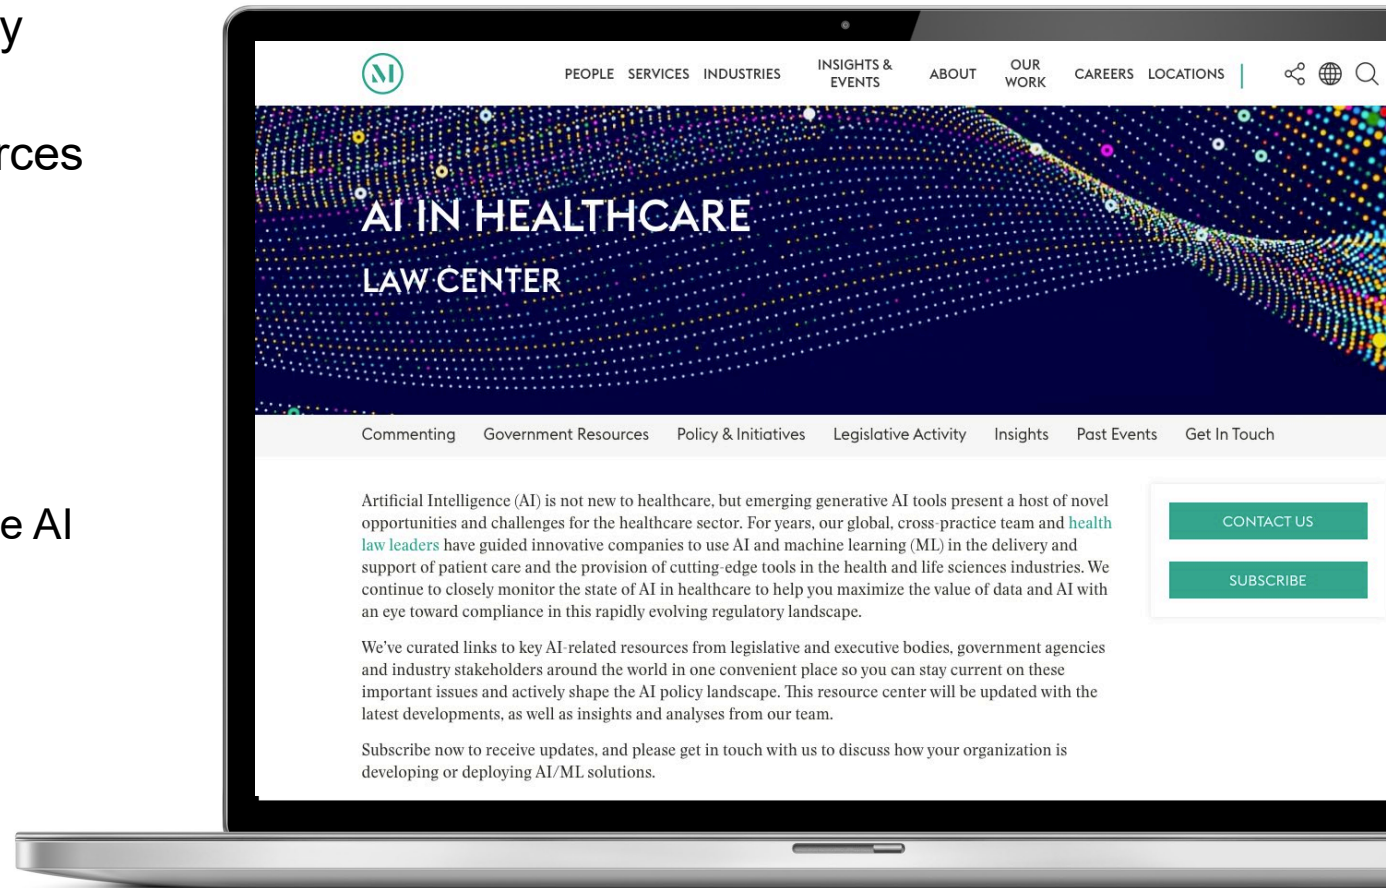 y
rces
e AI
M
PEOPLE SERVICES INDUSTRIES INSIGHTS & EVENTS ABOUT OUR WORK CAREERS LOCATIONS
AI IN HEALTHCARE
LAW CENTER
Commenting Government Resources Policy & Initiatives Legislative Activity Insights Past Events Get In Touch
Artificial Intelligence (AI) is not new to healthcare, but emerging generative AI tools present a host of novel
opportunities and challenges for the healthcare sector. For years, our global, cross-practice team and health
law leaders have guided innovative companies to use AI and machine learning (ML) in the delivery and
support of patient care and the provision of cutting-edge tools in the health and life sciences industries. We
continue to closely monitor the state of AI in healthcare to help you maximize the value of data and AI with
an eye toward compliance in this rapidly evolving regulatory landscape.
We've curated links to key AI-related resources from legislative and executive bodies, government agencies
and industry stakeholders around the world in one convenient place so you can stay current on these
important issues and actively shape the AI policy landscape. This resource center will be updated with the
latest developments, as well as insights and analyses from our team.
Subscribe now to receive updates, and please get in touch with us to discuss how your organization is
developing or deploying AI/ML solutions.
CONTACT US
SUBSCRIBE